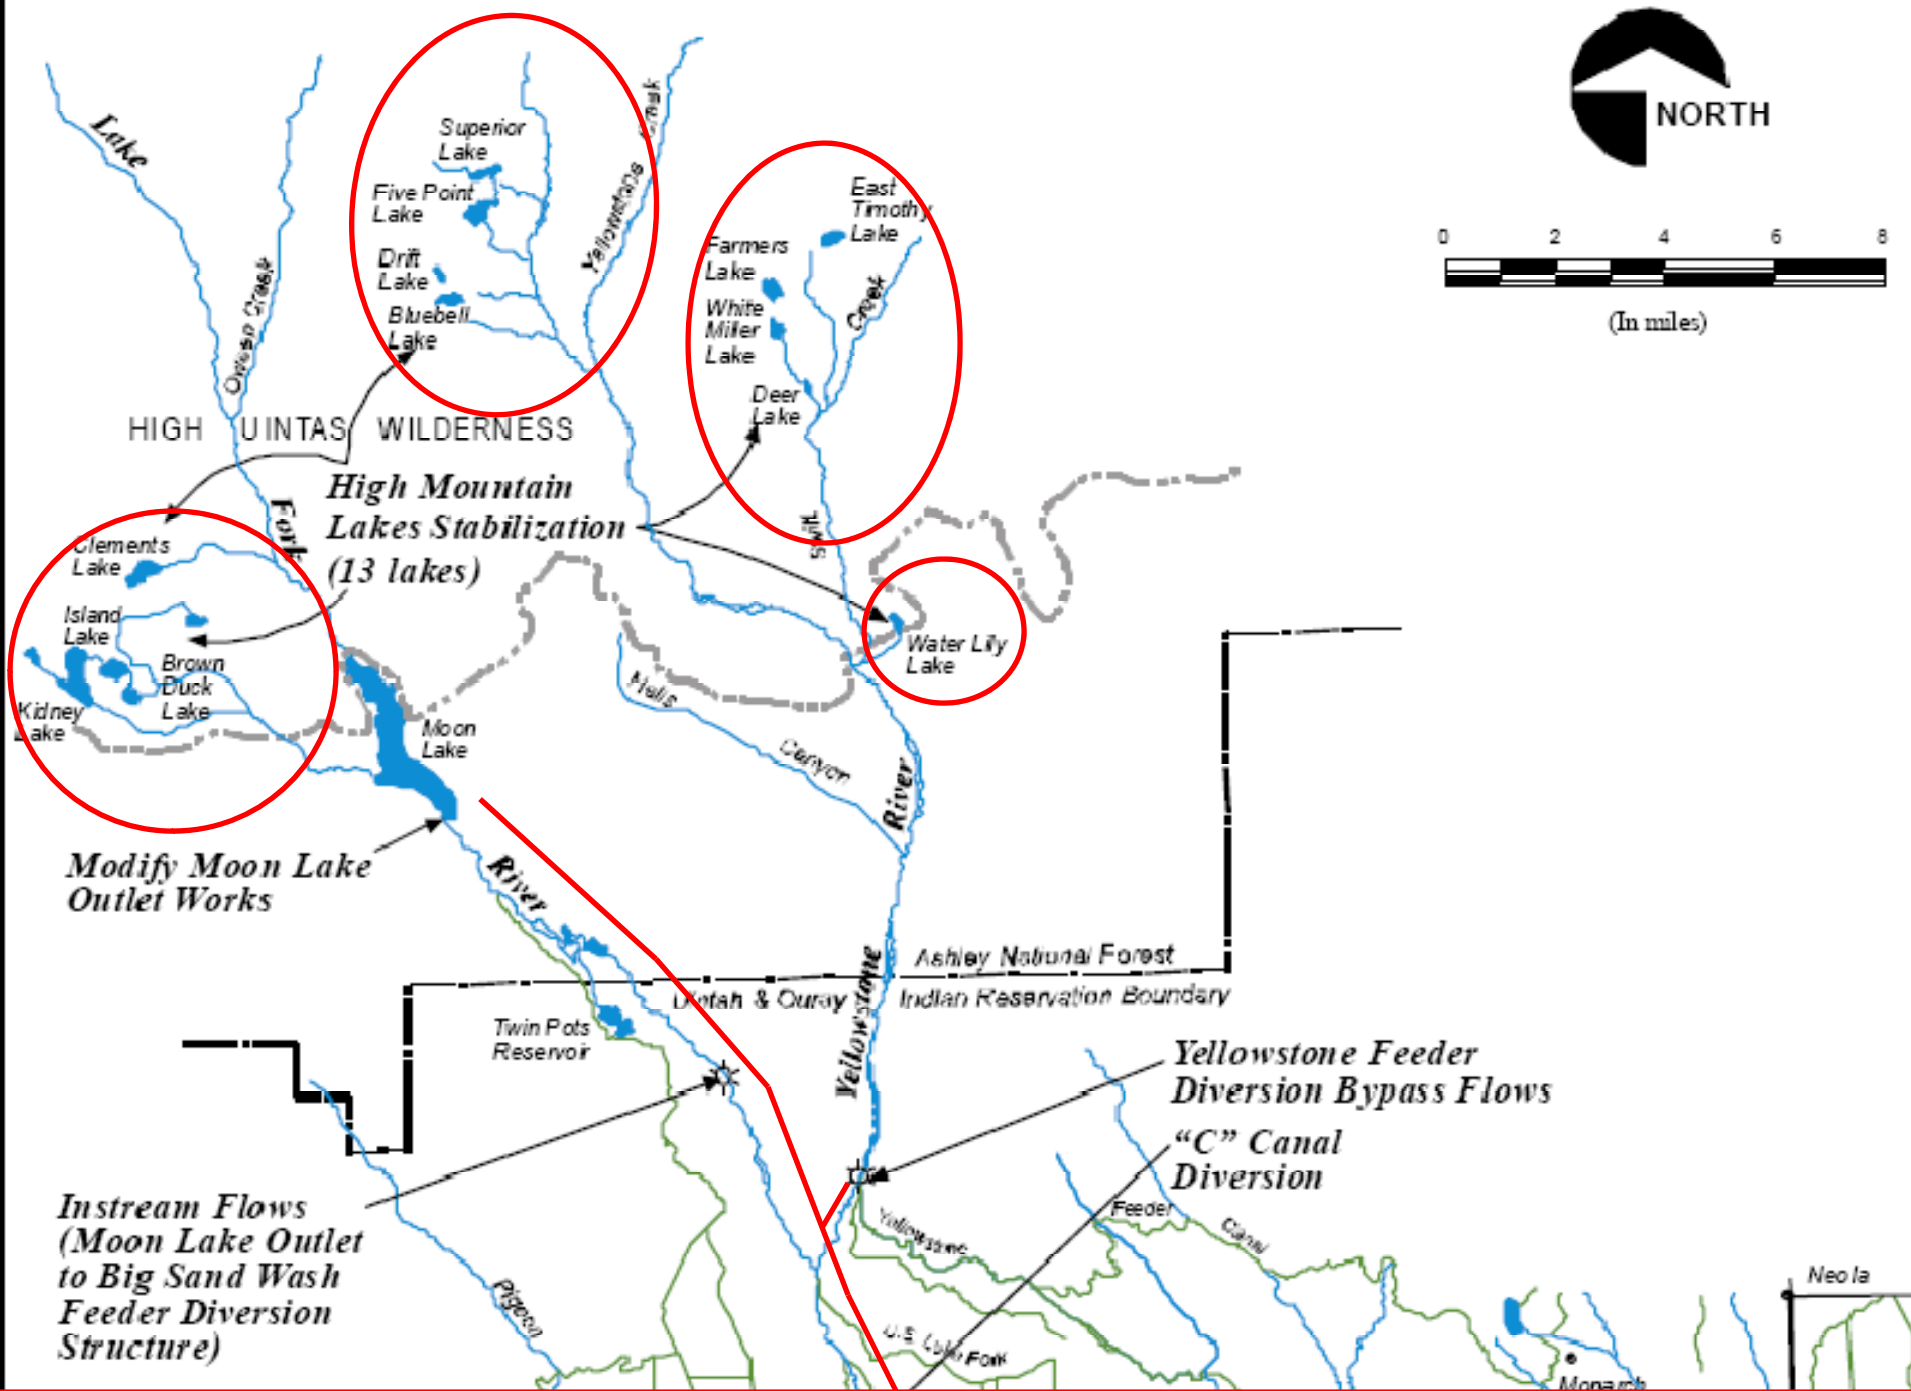 NORTH
0 2 4 6 8
(In miles)
Lake
Superior
Lake
Five Point
Lake
Drift
Lake
Bluebell
Lake
Yellowstone
Creek
East
Timothy
Lake
Farmers
Lake
White
Miller
Lake
Creek
Deer
Lake
Owea Creek
HIGH UINTAS WILDERNESS
High Mountain
Lakes Stabilization
(13 lakes)
Fork
Swift
Clements
Lake
Island
Lake
Brown
Duck
Lake
Kidney
Lake
Moon
Lake
Water Lily
Lake
Hells
Canyon
River
Modify Moon Lake
Outlet Works
River
Ashley National Forest
Uintah & Ouray Indian Reservation Boundary
Yellowstone
Twin Pots
Reservoir
Yellowstone Feeder
Diversion Bypass Flows
“C” Canal
Diversion
Instream Flows
(Moon Lake Outlet
to Big Sand Wash
Feeder Diversion
Structure)
Yellowstone
Feeder
Canal
Pigeon
U.S. Lake Fork
Neola
Monarch